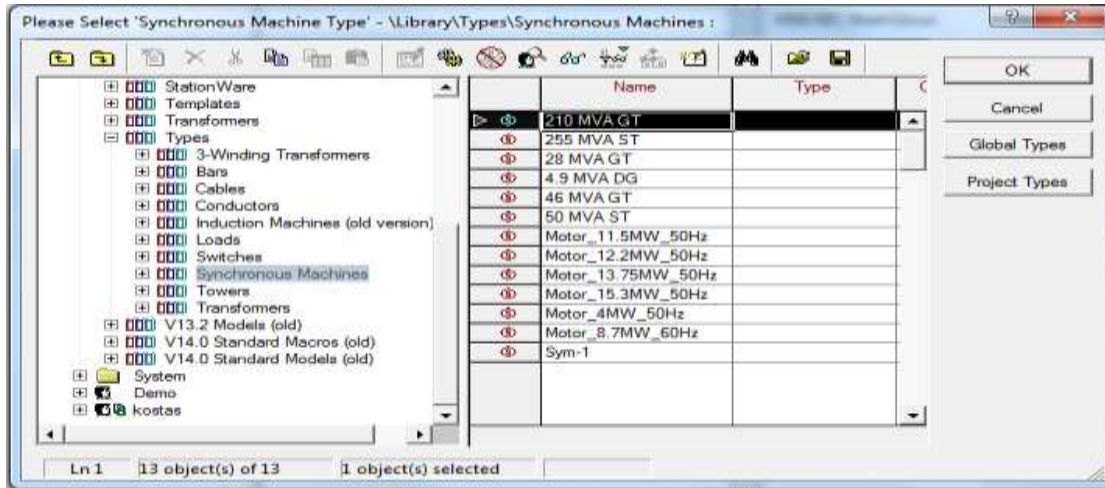 Please Select 'Synchronous Machine Type' - \Library\Types\Synchronous Machines :
OK
Cancel
Global Types
Project Types
StationWare
Templates
Transformers
Types
3-Winding Transformers
Bars
Cables
Conductors
Induction Machines (old version)
Loads
Switches
Synchronous Machines
Towers
Transformers
V13.2 Models (old)
V14.0 Standard Macros (old)
V14.0 Standard Models (old)
System
Demo
kostas
Name Type
210 MVA GT
255 MVA ST
28 MVA GT
4.9 MVA DG
46 MVA GT
50 MVA ST
Motor_11.5MW_50Hz
Motor_12.2MW_50Hz
Motor_13.75MW_50Hz
Motor_15.3MW_50Hz
Motor_4MW_50Hz
Motor_8.7MW_60Hz
Sym-1
Ln 1 13 object(s) of 13 1 object(s) selected